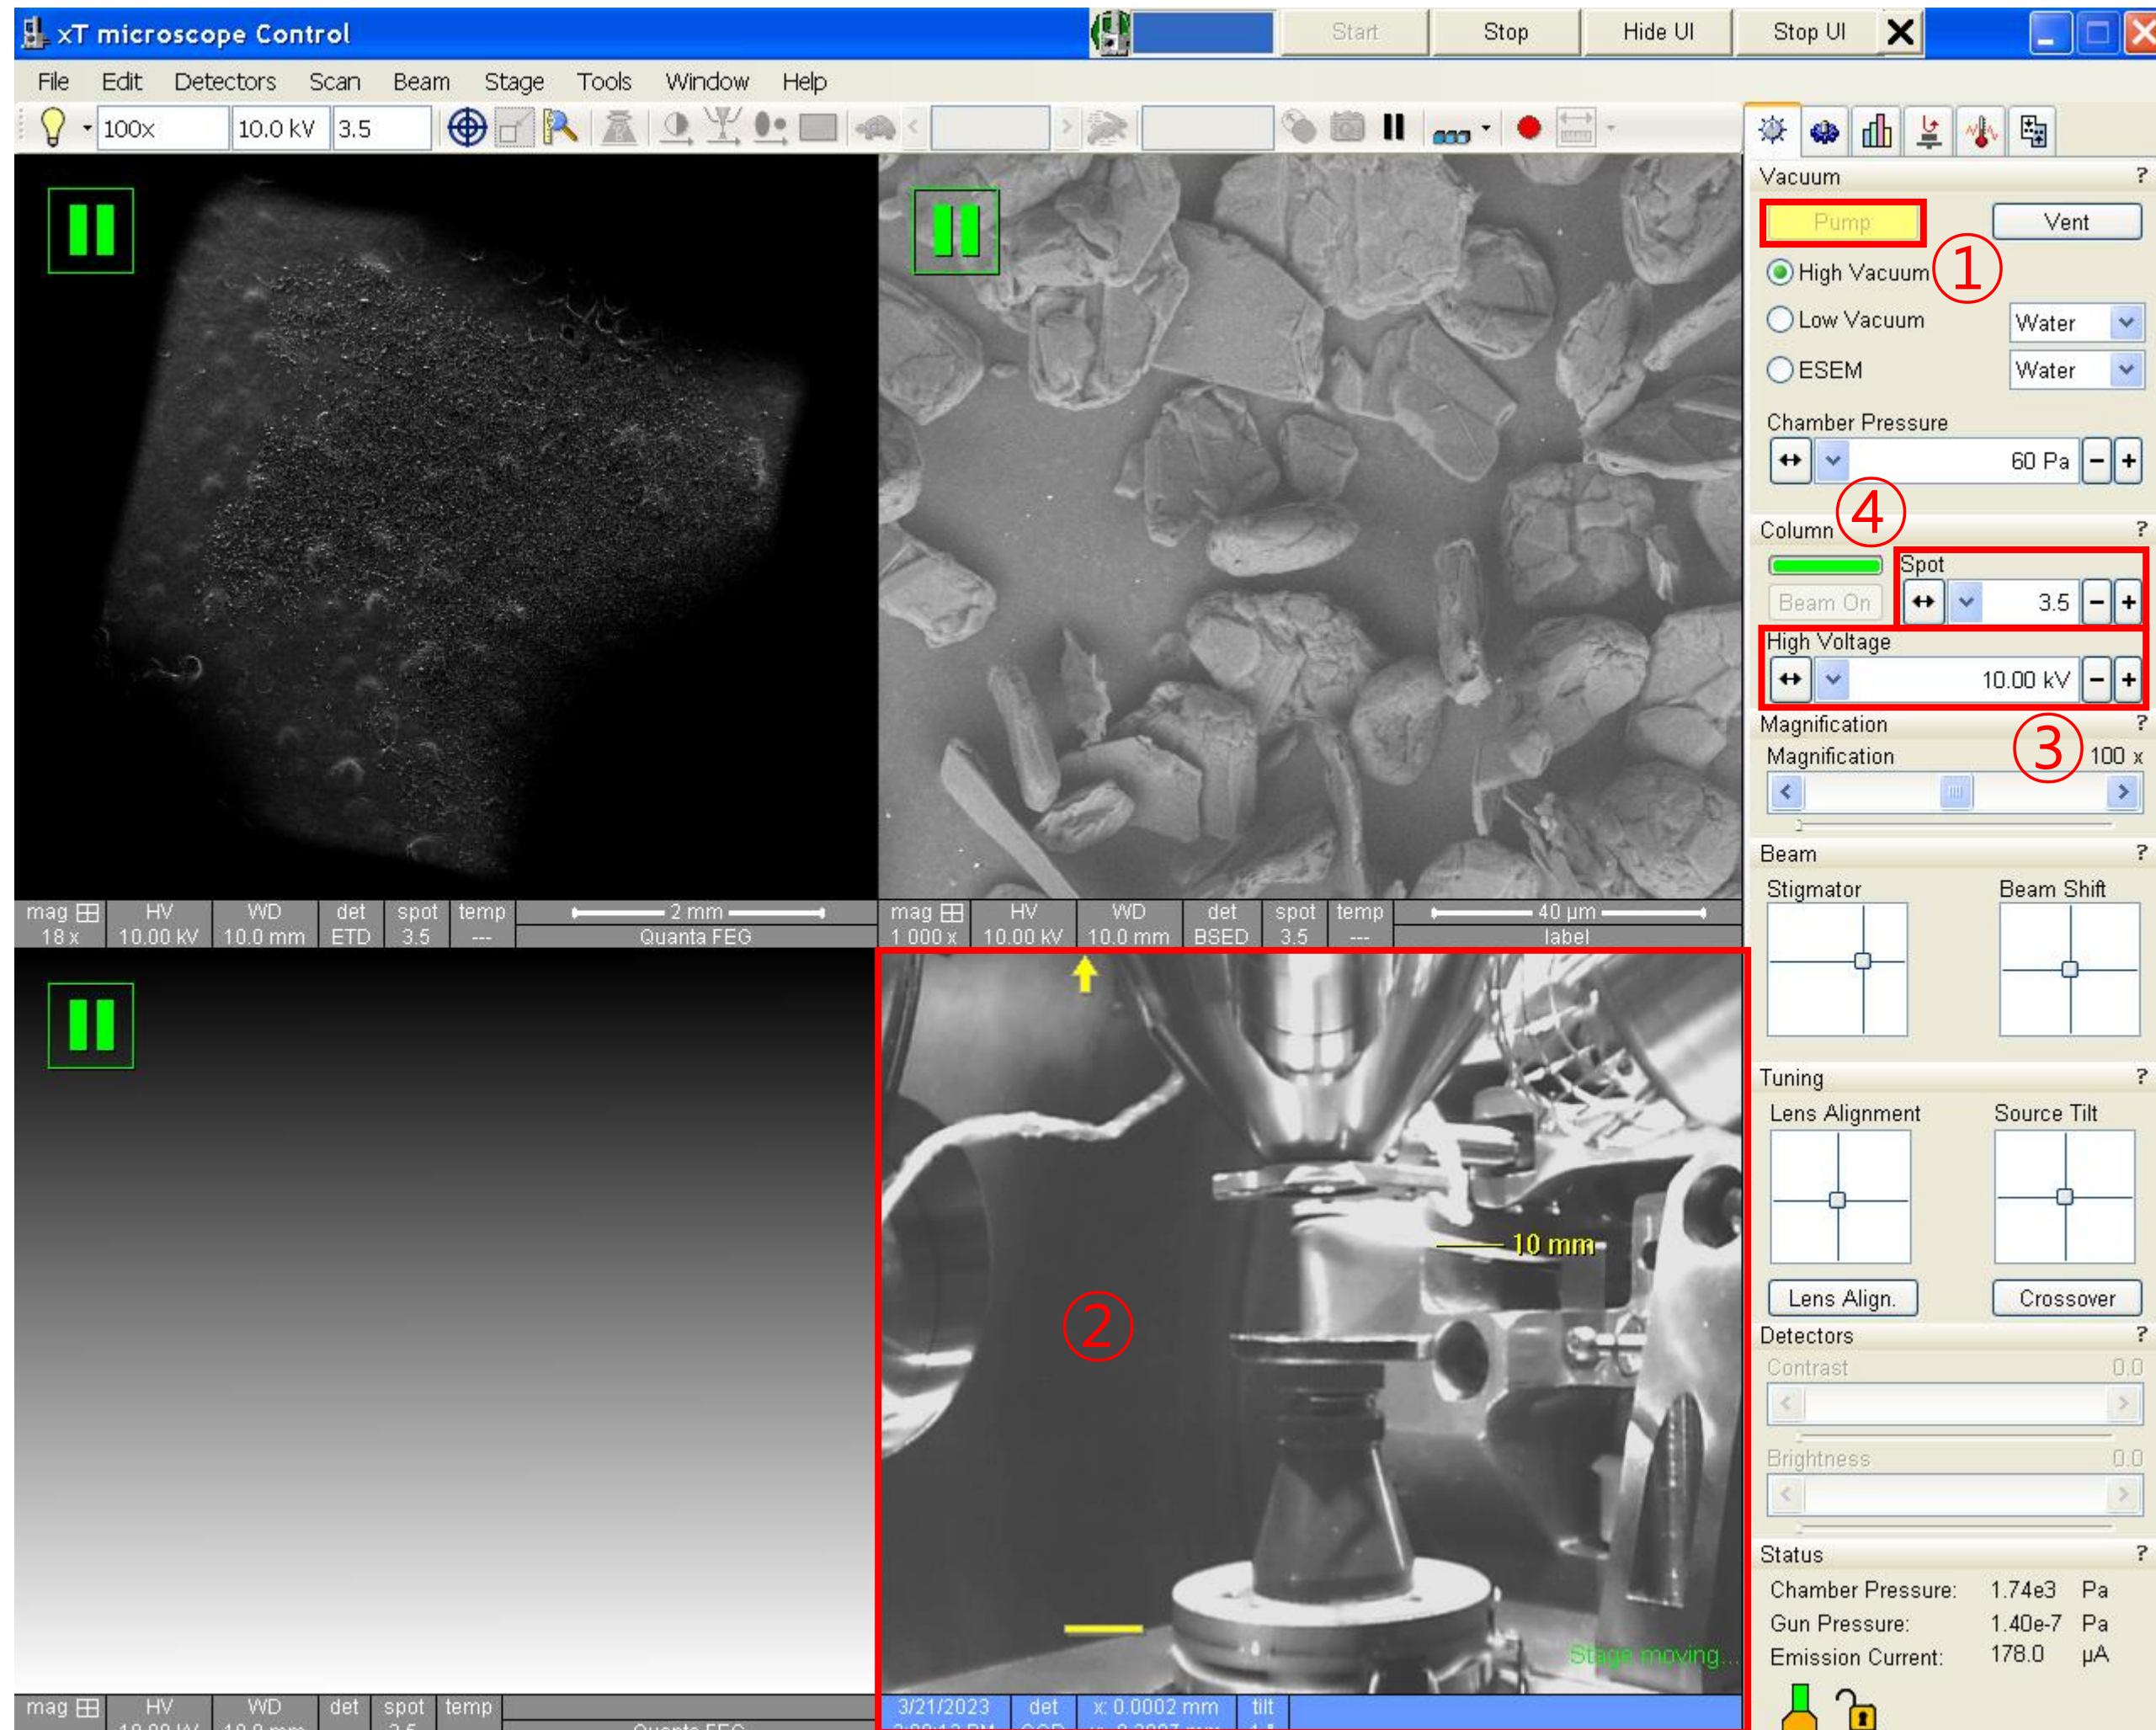 xT microscope Control
Start Stop Hide UI Stop UI
File Edit Detectors Scan Beam Stage Tools Window Help
100x 10.0 kV 3.5
Vacuum ?
Pump Vent
①
High Vacuum
Low Vacuum Water
ESEM Water
Chamber Pressure
60 Pa
④
Column ?
Spot
Beam On 3.5
High Voltage
10.00 kV
Magnification ?
③
Magnification 100 x
Beam ?
Stigmator Beam Shift
mag HV WD det spot temp 2 mm
18 x 10.00 kV 10.0 mm ETD 3.5 --- Quanta FEG
mag HV WD det spot temp 40 µm
1 000 x 10.00 kV 10.0 mm BSED 3.5 --- label
10 mm
②
Stage moving...
Tuning ?
Lens Alignment Source Tilt
Lens Align. Crossover
Detectors ?
Contrast 0.0
Brightness 0.0
Status ?
Chamber Pressure: 1.74e3 Pa
Gun Pressure: 1.40e-7 Pa
Emission Current: 178.0 µA
mag HV WD det spot temp
3/21/2023 det x: 0.0002 mm tilt